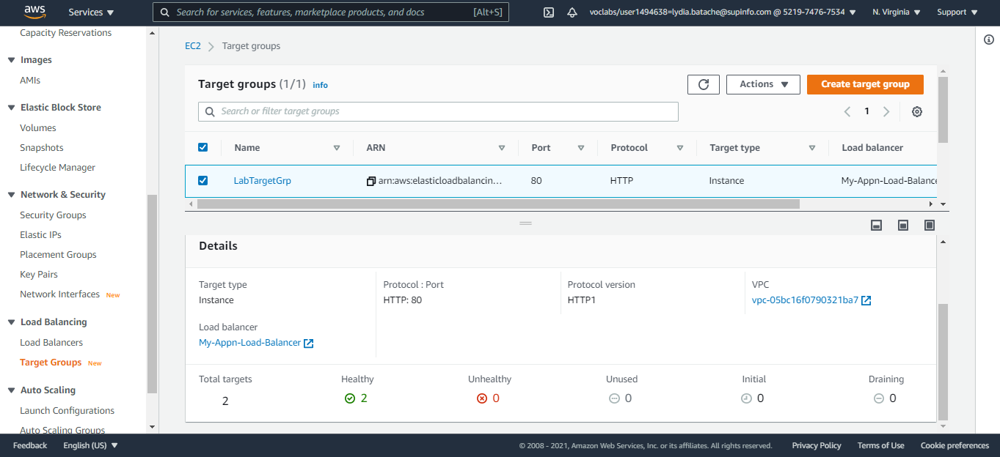 aws
Services
Search for services, features, marketplace products, and docs [Alt+S]
voclabs/user1494638=lydia.batache@supinfo.com @ 5219-7476-7534
N. Virginia
Support
Capacity Reservations
Images
AMIs
Elastic Block Store
Volumes
Snapshots
Lifecycle Manager
Network & Security
Security Groups
Elastic IPs
Placement Groups
Key Pairs
Network Interfaces New
Load Balancing
Load Balancers
Target Groups New
Auto Scaling
Launch Configurations
Auto Scaling Groups
EC2 Target groups
Target groups (1/1) info
Actions
Create target group
Search or filter target groups
1
Name ARN Port Protocol Target type Load balancer
LabTargetGrp arn:aws:elasticloadbalancin... 80 HTTP Instance My-Appn-Load-Balance
Details
Target type Protocol : Port Protocol version VPC
Instance HTTP: 80 HTTP1 vpc-05bc16f0790321ba7
Load balancer
My-Appn-Load-Balancer
Total targets Healthy Unhealthy Unused Initial Draining
2 2 0 0 0 0
Feedback English (US) © 2008 - 2021, Amazon Web Services, Inc. or its affiliates. All rights reserved. Privacy Policy Terms of Use Cookie preferences